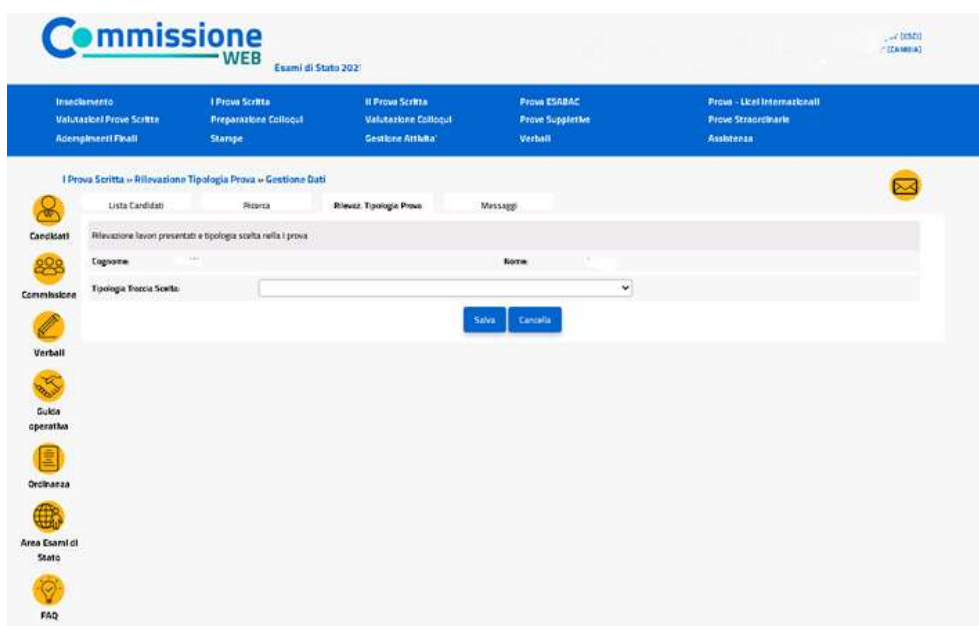 Commissione
WEB
Esami di Stato 202
[ESCI]
[CAMBIA]
Insediamento
I Prova Scritta
II Prova Scritta
Prova ESABAC
Prova - Licei Internazionali
Valutazioni Prove Scritte
Preparazione Colloqui
Valutazione Colloqui
Prove Suppletive
Prove Straordinarie
Adempimenti Finali
Stampe
Gestione Attivita'
Verbali
Assistenza
I Prova Scritta » Rilevazione Tipologia Prova » Gestione Dati
Lista Candidati
Ricerca
Rilevaz. Tipologia Prova
Messaggi
Rilevazione lavori presentati e tipologia scelta nella I prova
Cognome:
Nome:
Tipologia Traccia Scelta:
Salva
Cancella
Candidati
Commissione
Verbali
Guida
operativa
Ordinanza
Area Esami di
Stato
FAQ